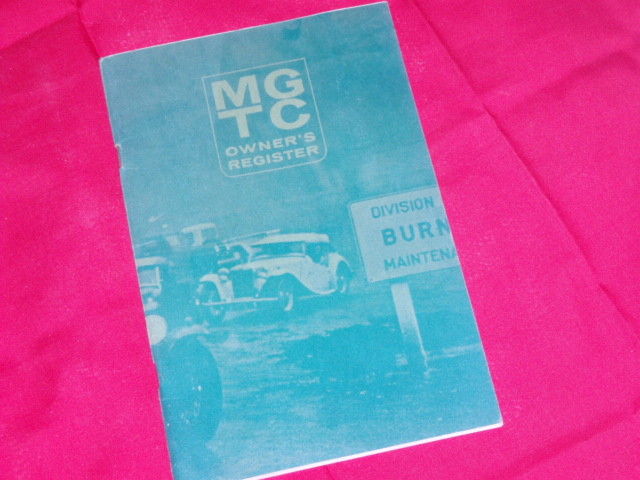 MG
TC
OWNER'S
REGISTER
DIVISION
BURN
MAINTENA